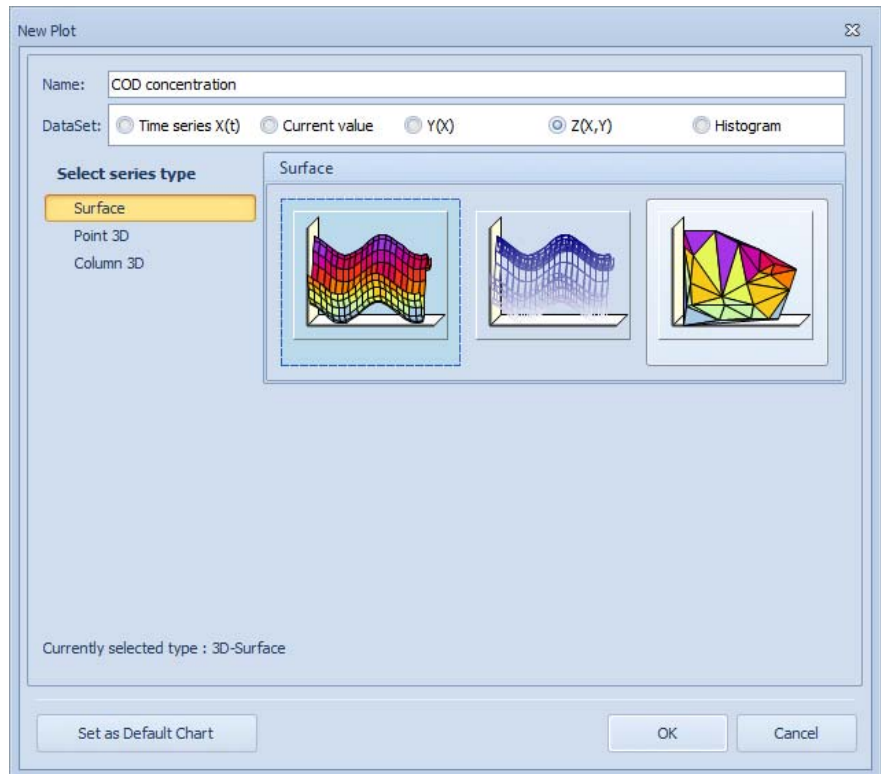 New Plot
Name: COD concentration
DataSet: Time series X(t) Current value Y(X) Z(X,Y) Histogram
Select series type
Surface
Point 3D
Column 3D
Surface
Currently selected type : 3D-Surface
Set as Default Chart OK Cancel